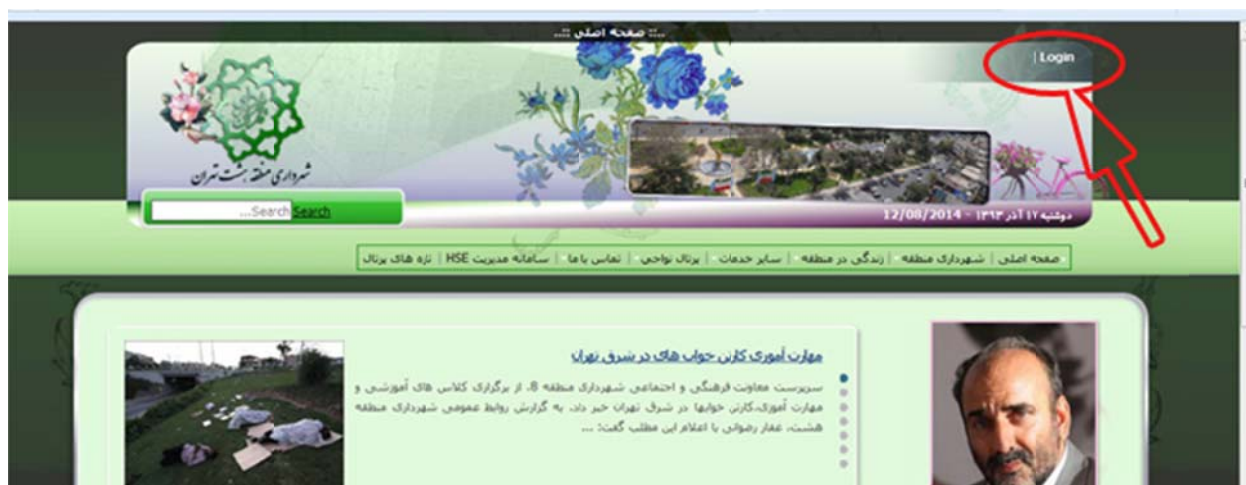 ..:: صفحه اصلی ::..
| Login
شهرداری منطقه هشت تهران
Search...
Search
دوشنبه ۱۷ آذر ۱۳۹۳ - 12/08/2014
صفحه اصلی | شهرداری منطقه | زندگی در منطقه | سایر خدمات | پرتال نواحی | تماس با ما | سامانه مدیریت HSE | تازه های پرتال
مهارت آموزی کارتن خواب های در شرق تهران
سرپرست معاونت فرهنگی و اجتماعی شهرداری منطقه 8، از برگزاری کلاس های آموزشی و
مهارت آموزی،کارتن خوابها در شرق تهران خبر داد. به گزارش روابط عمومی شهرداری منطقه
هشت، غفار رضوانی با اعلام این مطلب گفت: ...